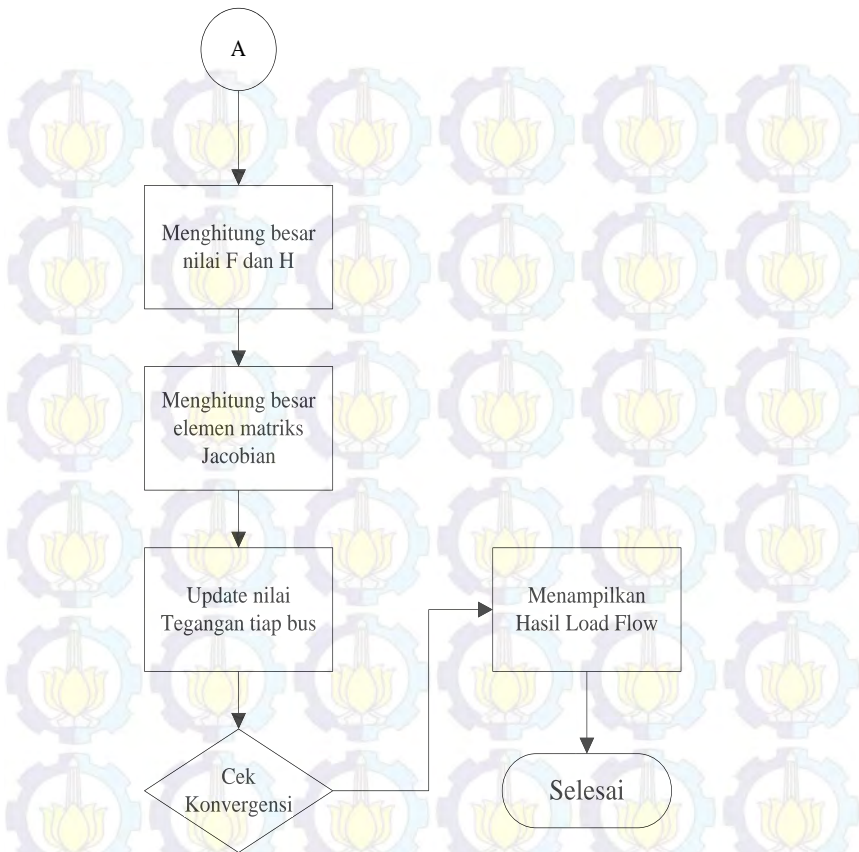 A
Menghitung besar
nilai F dan H
Menghitung besar
elemen matriks
Jacobian
Update nilai
Tegangan tiap bus
Menampilkan
Hasil Load Flow
Cek
Konvergensi
Selesai